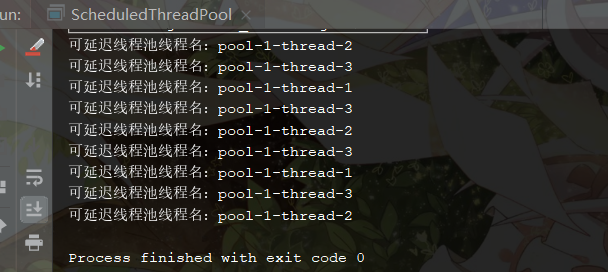 un: ScheduledThreadPool ×
可延迟线程池线程名：pool-1-thread-2
可延迟线程池线程名：pool-1-thread-3
可延迟线程池线程名：pool-1-thread-1
可延迟线程池线程名：pool-1-thread-3
可延迟线程池线程名：pool-1-thread-2
可延迟线程池线程名：pool-1-thread-3
可延迟线程池线程名：pool-1-thread-1
可延迟线程池线程名：pool-1-thread-3
可延迟线程池线程名：pool-1-thread-2
Process finished with exit code 0